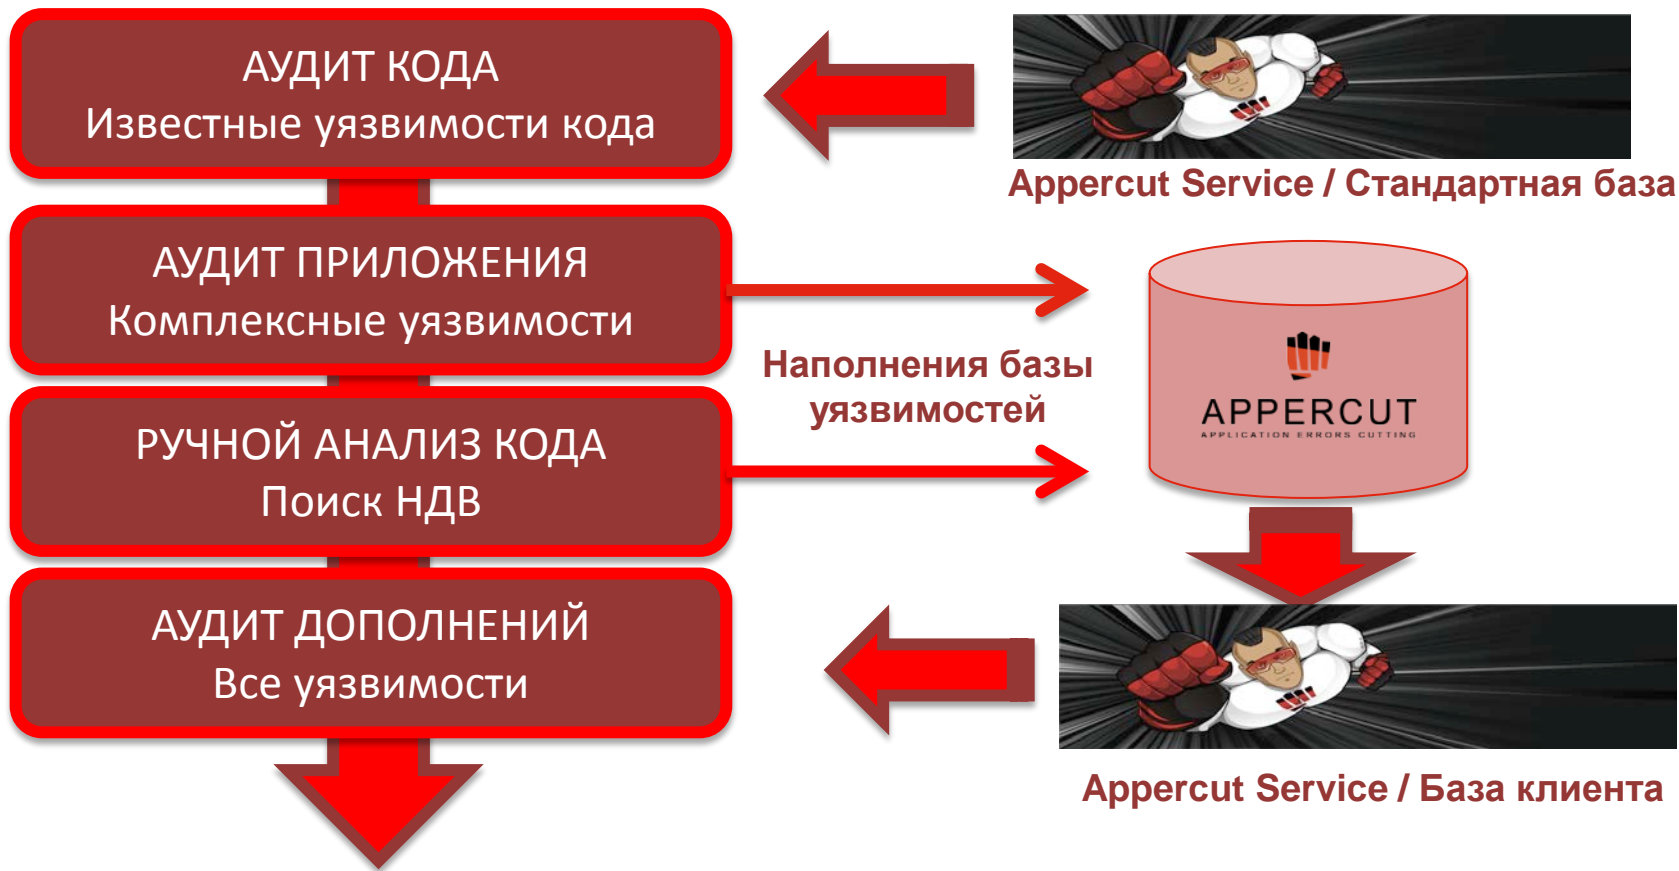 АУДИТ КОДА
Известные уязвимости кода
Appercut Service / Стандартная база
АУДИТ ПРИЛОЖЕНИЯ
Комплексные уязвимости
Наполнения базы
уязвимостей
APPERCUT
APPLICATION ERRORS CUTTING
РУЧНОЙ АНАЛИЗ КОДА
Поиск НДВ
АУДИТ ДОПОЛНЕНИЙ
Все уязвимости
Appercut Service / База клиента